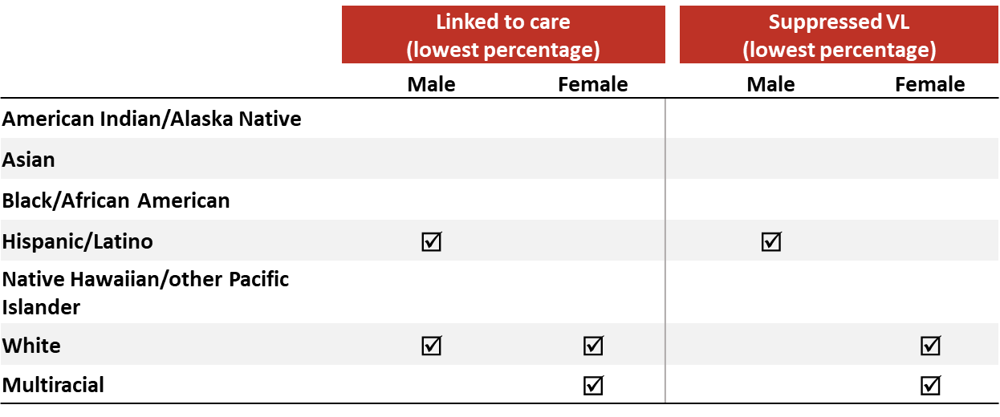 Linked to care
(lowest percentage)
Suppressed VL
(lowest percentage)
Male
Female
Male
Female
American Indian/Alaska Native
Asian
Black/African American
Hispanic/Latino
☑
☑
Native Hawaiian/other Pacific
Islander
White
☑
☑
☑
Multiracial
☑
☑